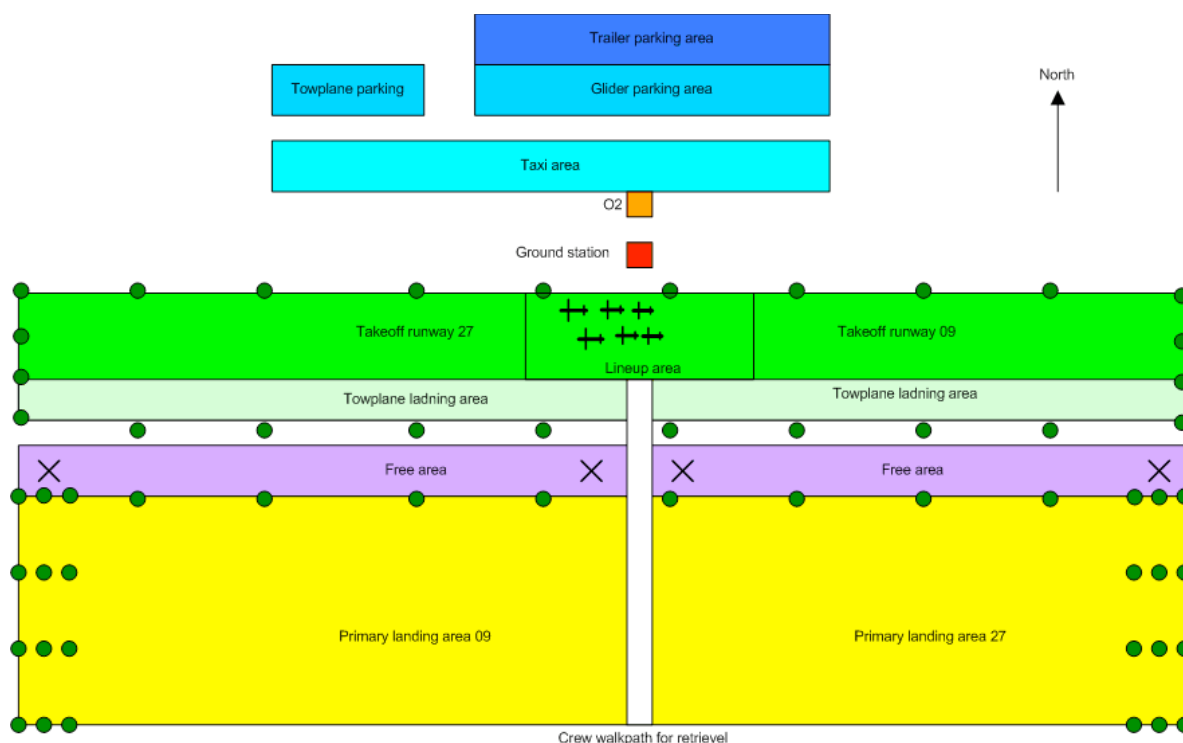 Trailer parking area
Towplane parking
Glider parking area
North
Taxi area
O2
Ground station
Takeoff runway 27
Takeoff runway 09
Lineup area
Towplane ladning area
Towplane ladning area
Free area
Free area
Primary landing area 09
Primary landing area 27
Crew walkpath for retrievel